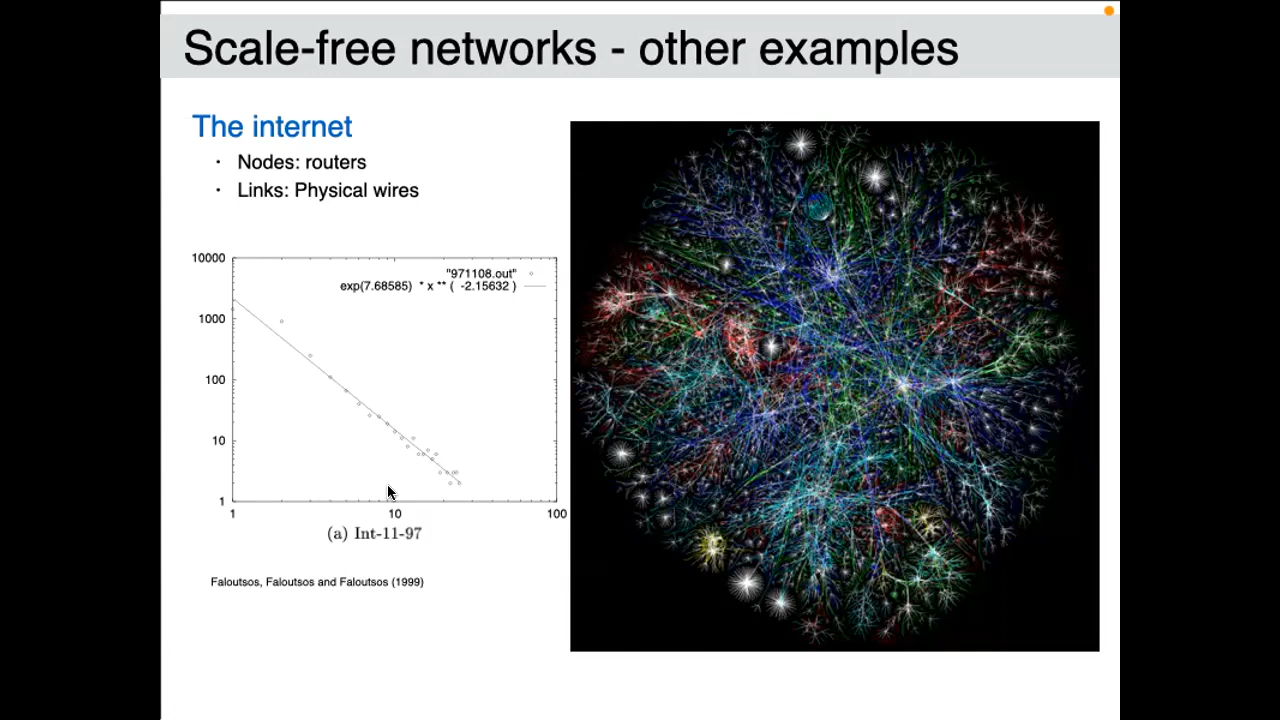 Scale-free networks - other examples
The internet
· Nodes: routers
· Links: Physical wires
10000
1000
100
10
1
"971108.out"
exp(7.68585) * x ** ( -2.15632 )
1 10 100
(a) Int-11-97
Faloutsos, Faloutsos and Faloutsos (1999)